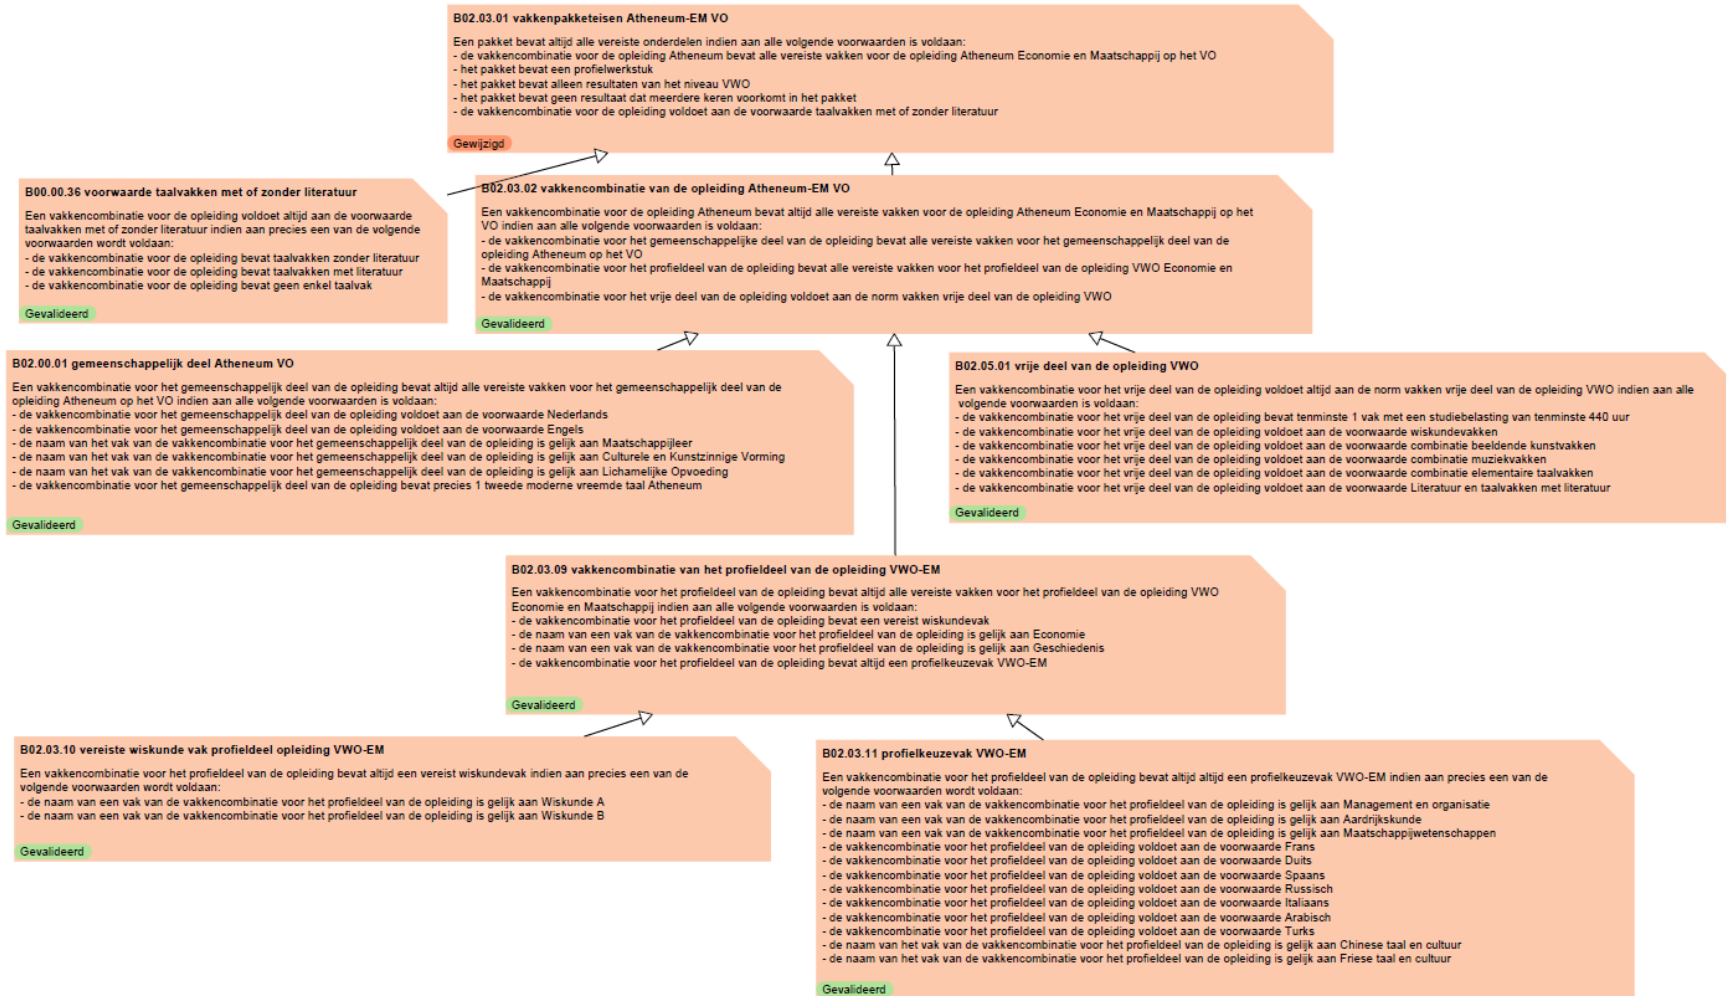 B02.03.01 vakkenpakketeisen Atheneum-EM VO
Een pakket bevat altijd alle vereiste onderdelen indien aan alle volgende voorwaarden is voldaan:
- de vakkencombinatie voor de opleiding Atheneum bevat alle vereiste vakken voor de opleiding Atheneum Economie en Maatschappij op het VO
- het pakket bevat een profielwerkstuk
- het pakket bevat alleen resultaten van het niveau VWO
- het pakket bevat geen resultaat dat meerdere keren voorkomt in het pakket
- de vakkencombinatie voor de opleiding voldoet aan de voorwaarde taalvakken met of zonder literatuur
Gewijzigd
B00.00.36 voorwaarde taalvakken met of zonder literatuur
Een vakkencombinatie voor de opleiding voldoet altijd aan de voorwaarde
taalvakken met of zonder literatuur indien aan precies een van de volgende
voorwaarden wordt voldaan:
- de vakkencombinatie voor de opleiding bevat taalvakken zonder literatuur
- de vakkencombinatie voor de opleiding bevat taalvakken met literatuur
- de vakkencombinatie voor de opleiding bevat geen enkel taalvak
Gevalideerd
B02.03.02 vakkencombinatie van de opleiding Atheneum-EM VO
Een vakkencombinatie voor de opleiding Atheneum bevat altijd alle vereiste vakken voor de opleiding Atheneum Economie en Maatschappij op het
VO indien aan alle volgende voorwaarden is voldaan:
- de vakkencombinatie voor het gemeenschappelijke deel van de opleiding bevat alle vereiste vakken voor het gemeenschappelijk deel van de
opleiding Atheneum op het VO
- de vakkencombinatie voor het profieldeel van de opleiding bevat alle vereiste vakken voor het profieldeel van de opleiding VWO Economie en
Maatschappij
- de vakkencombinatie voor het vrije deel van de opleiding voldoet aan de norm vakken vrije deel van de opleiding VWO
Gevalideerd
B02.00.01 gemeenschappelijk deel Atheneum VO
Een vakkencombinatie voor het gemeenschappelijk deel van de opleiding bevat altijd alle vereiste vakken voor het gemeenschappelijk deel van de
opleiding Atheneum op het VO indien aan alle volgende voorwaarden is voldaan:
- de vakkencombinatie voor het gemeenschappelijk deel van de opleiding voldoet aan de voorwaarde Nederlands
- de vakkencombinatie voor het gemeenschappelijk deel van de opleiding voldoet aan de voorwaarde Engels
- de naam van het vak van de vakkencombinatie voor het gemeenschappelijk deel van de opleiding is gelijk aan Maatschappijleer
- de naam van het vak van de vakkencombinatie voor het gemeenschappelijk deel van de opleiding is gelijk aan Culturele en Kunstzinnige Vorming
- de naam van het vak van de vakkencombinatie voor het gemeenschappelijk deel van de opleiding is gelijk aan Lichamelijke Opvoeding
- de vakkencombinatie voor het gemeenschappelijk deel van de opleiding bevat precies 1 tweede moderne vreemde taal Atheneum
Gevalideerd
B02.05.01 vrije deel van de opleiding VWO
Een vakkencombinatie voor het vrije deel van de opleiding voldoet altijd aan de norm vakken vrije deel van de opleiding VWO indien aan alle
volgende voorwaarden is voldaan:
- de vakkencombinatie voor het vrije deel van de opleiding bevat tenminste 1 vak met een studiebelasting van tenminste 440 uur
- de vakkencombinatie voor het vrije deel van de opleiding voldoet aan de voorwaarde wiskundevakken
- de vakkencombinatie voor het vrije deel van de opleiding voldoet aan de voorwaarde combinatie beeldende kunstvakken
- de vakkencombinatie voor het vrije deel van de opleiding voldoet aan de voorwaarde combinatie muziekvakken
- de vakkencombinatie voor het vrije deel van de opleiding voldoet aan de voorwaarde combinatie elementaire taalvakken
- de vakkencombinatie voor het vrije deel van de opleiding voldoet aan de voorwaarde Literatuur en taalvakken met literatuur
Gevalideerd
B02.03.09 vakkencombinatie van het profieldeel van de opleiding VWO-EM
Een vakkencombinatie voor het profieldeel van de opleiding bevat altijd alle vereiste vakken voor het profieldeel van de opleiding VWO
Economie en Maatschappij indien aan alle volgende voorwaarden is voldaan:
- de vakkencombinatie voor het profieldeel van de opleiding bevat een vereist wiskundevak
- de naam van een vak van de vakkencombinatie voor het profieldeel van de opleiding is gelijk aan Economie
- de naam van een vak van de vakkencombinatie voor het profieldeel van de opleiding is gelijk aan Geschiedenis
- de vakkencombinatie voor het profieldeel van de opleiding bevat altijd een profielkeuzevak VWO-EM
Gevalideerd
B02.03.10 vereiste wiskunde vak profieldeel opleiding VWO-EM
Een vakkencombinatie voor het profieldeel van de opleiding bevat altijd een vereist wiskundevak indien aan precies een van de
volgende voorwaarden wordt voldaan:
- de naam van een vak van de vakkencombinatie voor het profieldeel van de opleiding is gelijk aan Wiskunde A
- de naam van een vak van de vakkencombinatie voor het profieldeel van de opleiding is gelijk aan Wiskunde B
Gevalideerd
B02.03.11 profielkeuzevak VWO-EM
Een vakkencombinatie voor het profieldeel van de opleiding bevat altijd altijd een profielkeuzevak VWO-EM indien aan precies een van de
volgende voorwaarden wordt voldaan:
- de naam van een vak van de vakkencombinatie voor het profieldeel van de opleiding is gelijk aan Management en organisatie
- de naam van een vak van de vakkencombinatie voor het profieldeel van de opleiding is gelijk aan Aardrijkskunde
- de naam van een vak van de vakkencombinatie voor het profieldeel van de opleiding is gelijk aan Maatschappijwetenschappen
- de vakkencombinatie voor het profieldeel van de opleiding voldoet aan de voorwaarde Frans
- de vakkencombinatie voor het profieldeel van de opleiding voldoet aan de voorwaarde Duits
- de vakkencombinatie voor het profieldeel van de opleiding voldoet aan de voorwaarde Spaans
- de vakkencombinatie voor het profieldeel van de opleiding voldoet aan de voorwaarde Russisch
- de vakkencombinatie voor het profieldeel van de opleiding voldoet aan de voorwaarde Italiaans
- de vakkencombinatie voor het profieldeel van de opleiding voldoet aan de voorwaarde Arabisch
- de vakkencombinatie voor het profieldeel van de opleiding voldoet aan de voorwaarde Turks
- de naam van het vak van de vakkencombinatie voor het profieldeel van de opleiding is gelijk aan Chinese taal en cultuur
- de naam van het vak van de vakkencombinatie voor het profieldeel van de opleiding is gelijk aan Friese taal en cultuur
Gevalideerd